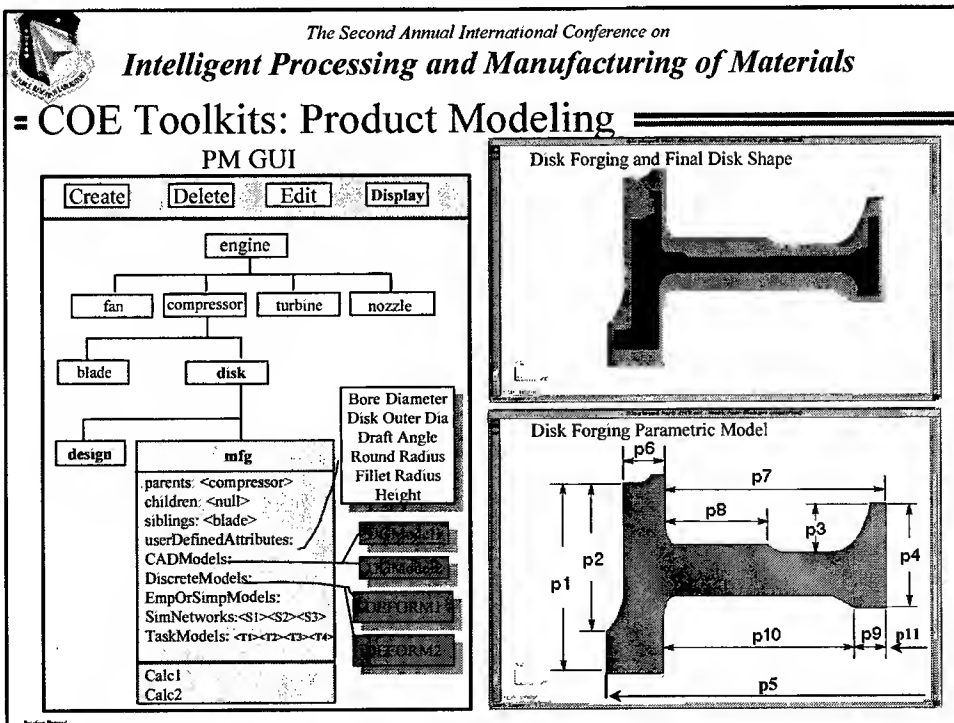 The Second Annual International Conference on
Intelligent Processing and Manufacturing of Materials
COE Toolkits: Product Modeling
PM GUI
Create Delete Edit Display
engine
fan compressor turbine nozzle
blade disk
design
mfg
parents: <compressor>
children: <null>
siblings: <blade>
userDefinedAttributes:
CADModels:
DiscreteModels:
EmpOrSimpModels:
SimNetworks:<S1><S2><S3>
TaskModels: <T1><T2><T3><T4>
Calc1
Calc2
Bore Diameter
Disk Outer Dia
Draft Angle
Round Radius
Fillet Radius
Height
DEFORM1
DEFORM2
Disk Forging and Final Disk Shape
Disk Forging Parametric Model
p6
p7
p8
p3
p2
p4
p1
p10
p9
p11
p5